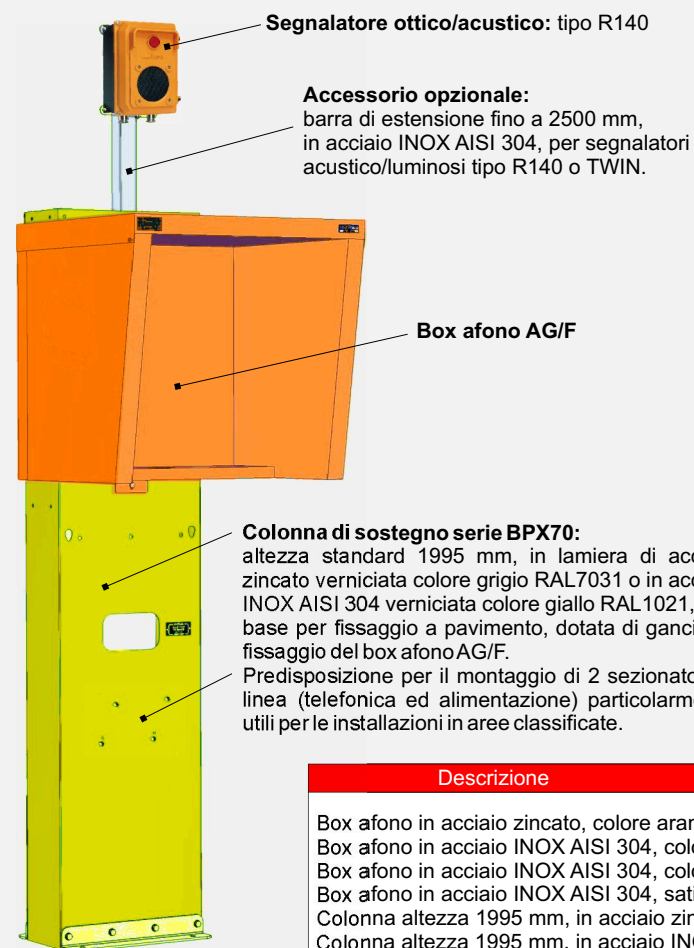 Segnalatore ottico/acustico: tipo R140
Accessorio opzionale:
barra di estensione fino a 2500 mm,
in acciaio INOX AISI 304, per segnalatori
acustico/luminosi tipo R140 o TWIN.
Box afono AG/F
Colonna di sostegno serie BPX70:
altezza standard 1995 mm, in lamiera di
zincato verniciata colore grigio RAL7031 o in
INOX AISI 304 verniciata colore giallo RAL1021,
base per fissaggio a pavimento, dotata di
fissaggio del box afono AG/F.
Predisposizione per il montaggio di 2
linea (telefonica ed alimentazione)
utili per le installazioni in aree classificate.
Descrizione
Box afono in acciaio zincato, colore
Box afono in acciaio INOX AISI 304,
Box afono in acciaio INOX AISI 304,
Box afono in acciaio INOX AISI 304,
Colonna altezza 1995 mm, in acciaio
Colonna altezza 1995 mm, in acciaio